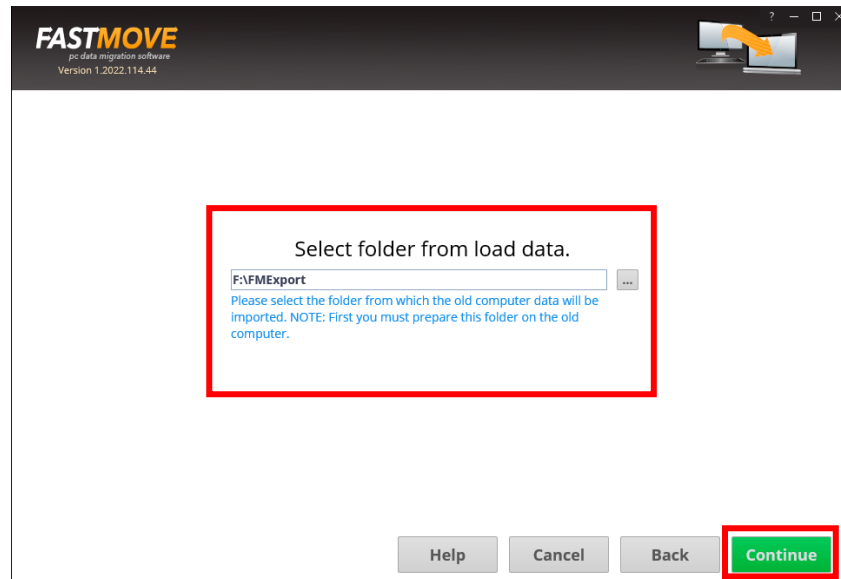 FASTMOVE
pc data migration software
Version 1.2022.114.44
?
Select folder from load data.
F:\FMExport
...
Please select the folder from which the old computer data will be
imported. NOTE: First you must prepare this folder on the old
computer.
Help Cancel Back Continue